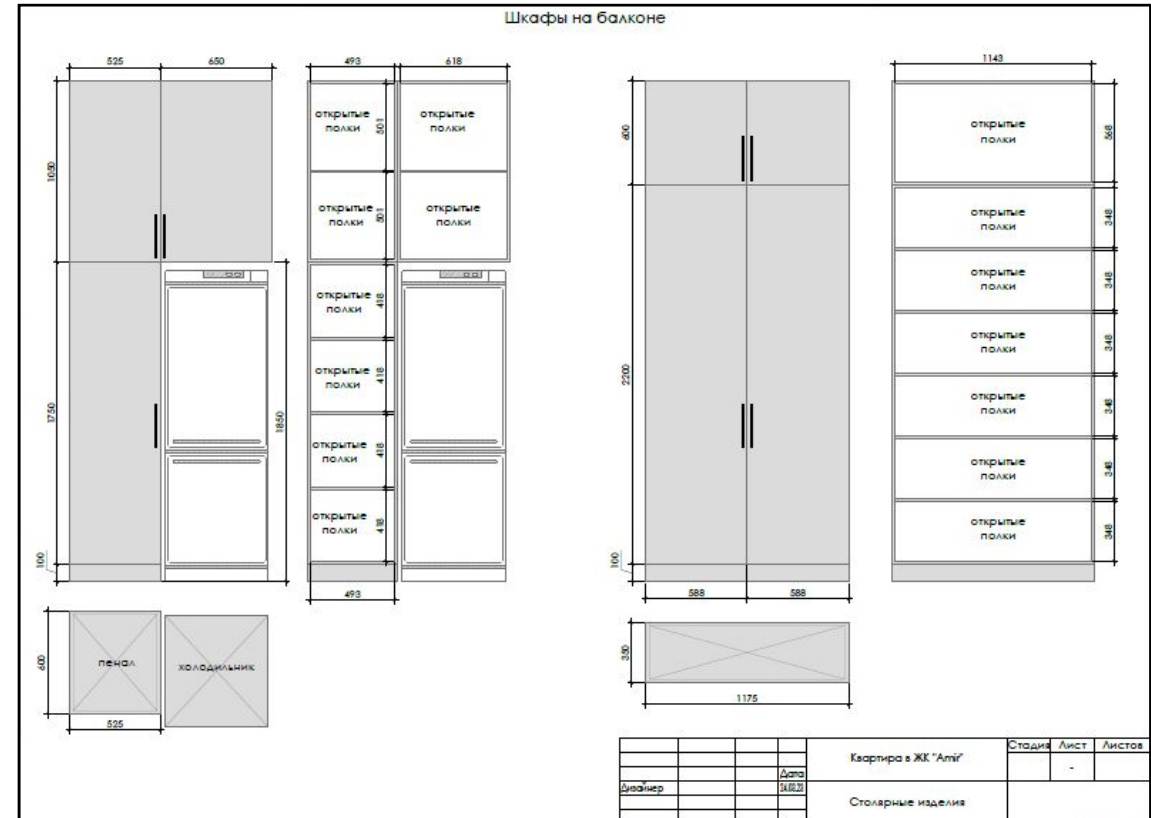 Шкафы на балконе
525
650
493
618
1143
открытые
полки
501
открытые
полки
600
открытые
полки
568
1050
открытые
полки
501
открытые
полки
открытые
полки
348
открытые
полки
348
открытые
полки
418
открытые
полки
348
открытые
полки
418
2200
открытые
полки
348
1750
1850
открытые
полки
418
открытые
полки
348
открытые
полки
418
открытые
полки
348
100
100
493
588
588
600
пенал
холодильник
350
525
1175
Квартира в ЖК "Amir"
Стадия
Лист
Листов
-
Дата
Дизайнер
Столярные изделия